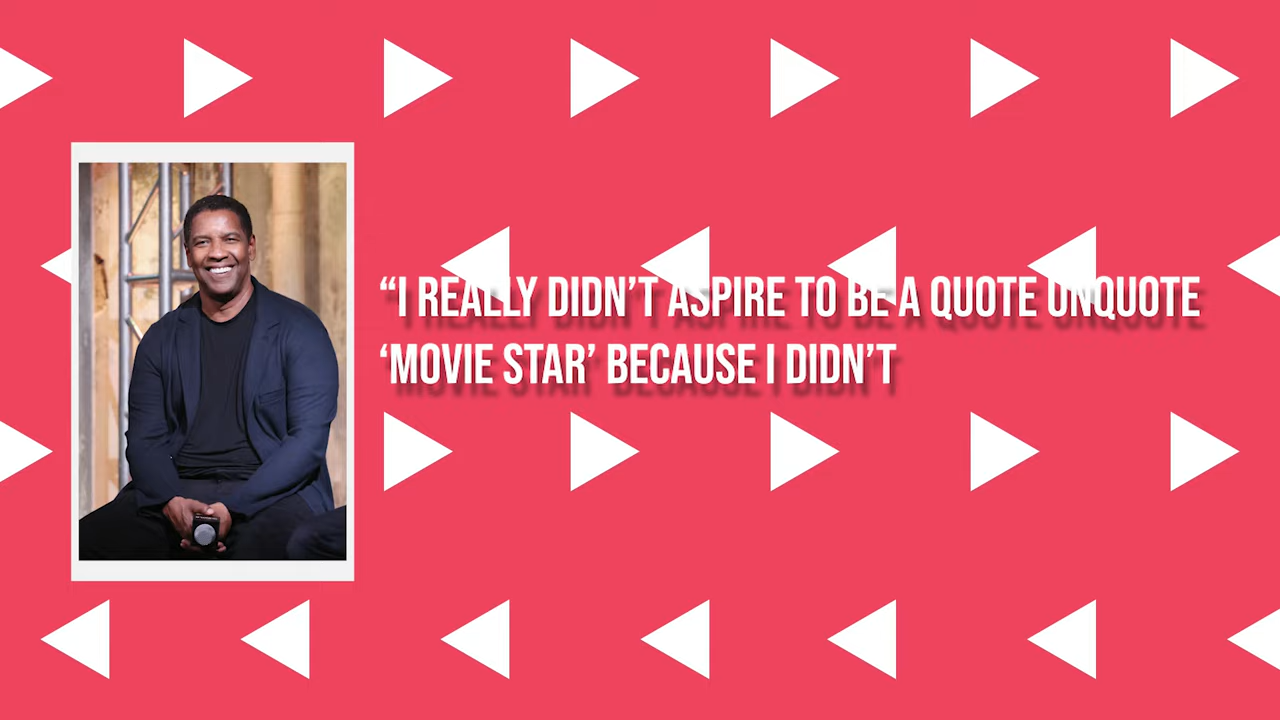 “I REALLY DIDN’T ASPIRE TO BE A QUOTE UNQUOTE
‘MOVIE STAR’ BECAUSE I DIDN’T